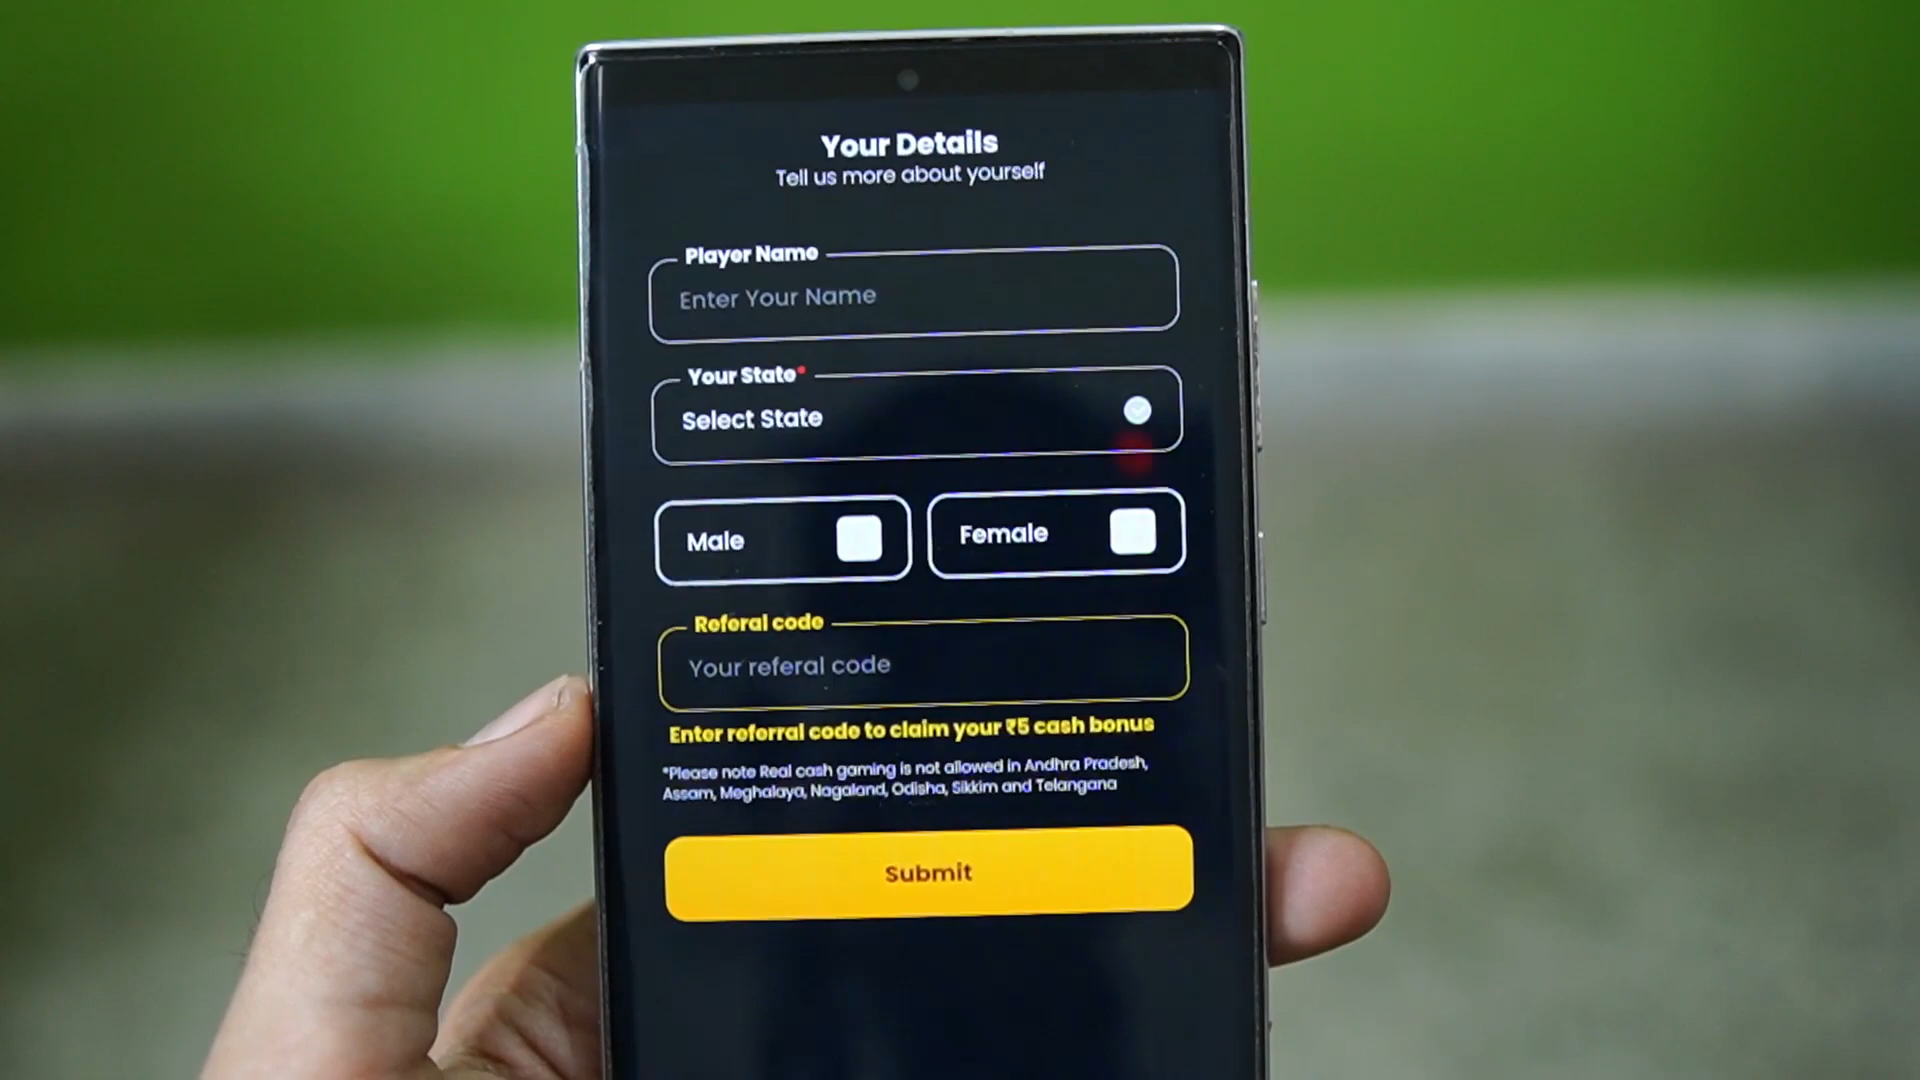 Your Details
Tell us more about yourself
Player Name
Enter Your Name
Your State*
Select State
Male
Female
Referal code
Your referal code
Enter referral code to claim your ₹5 cash bonus
*Please note Real cash gaming is not allowed in Andhra Pradesh,
Assam, Meghalaya, Nagaland, Odisha, Sikkim and Telangana
Submit